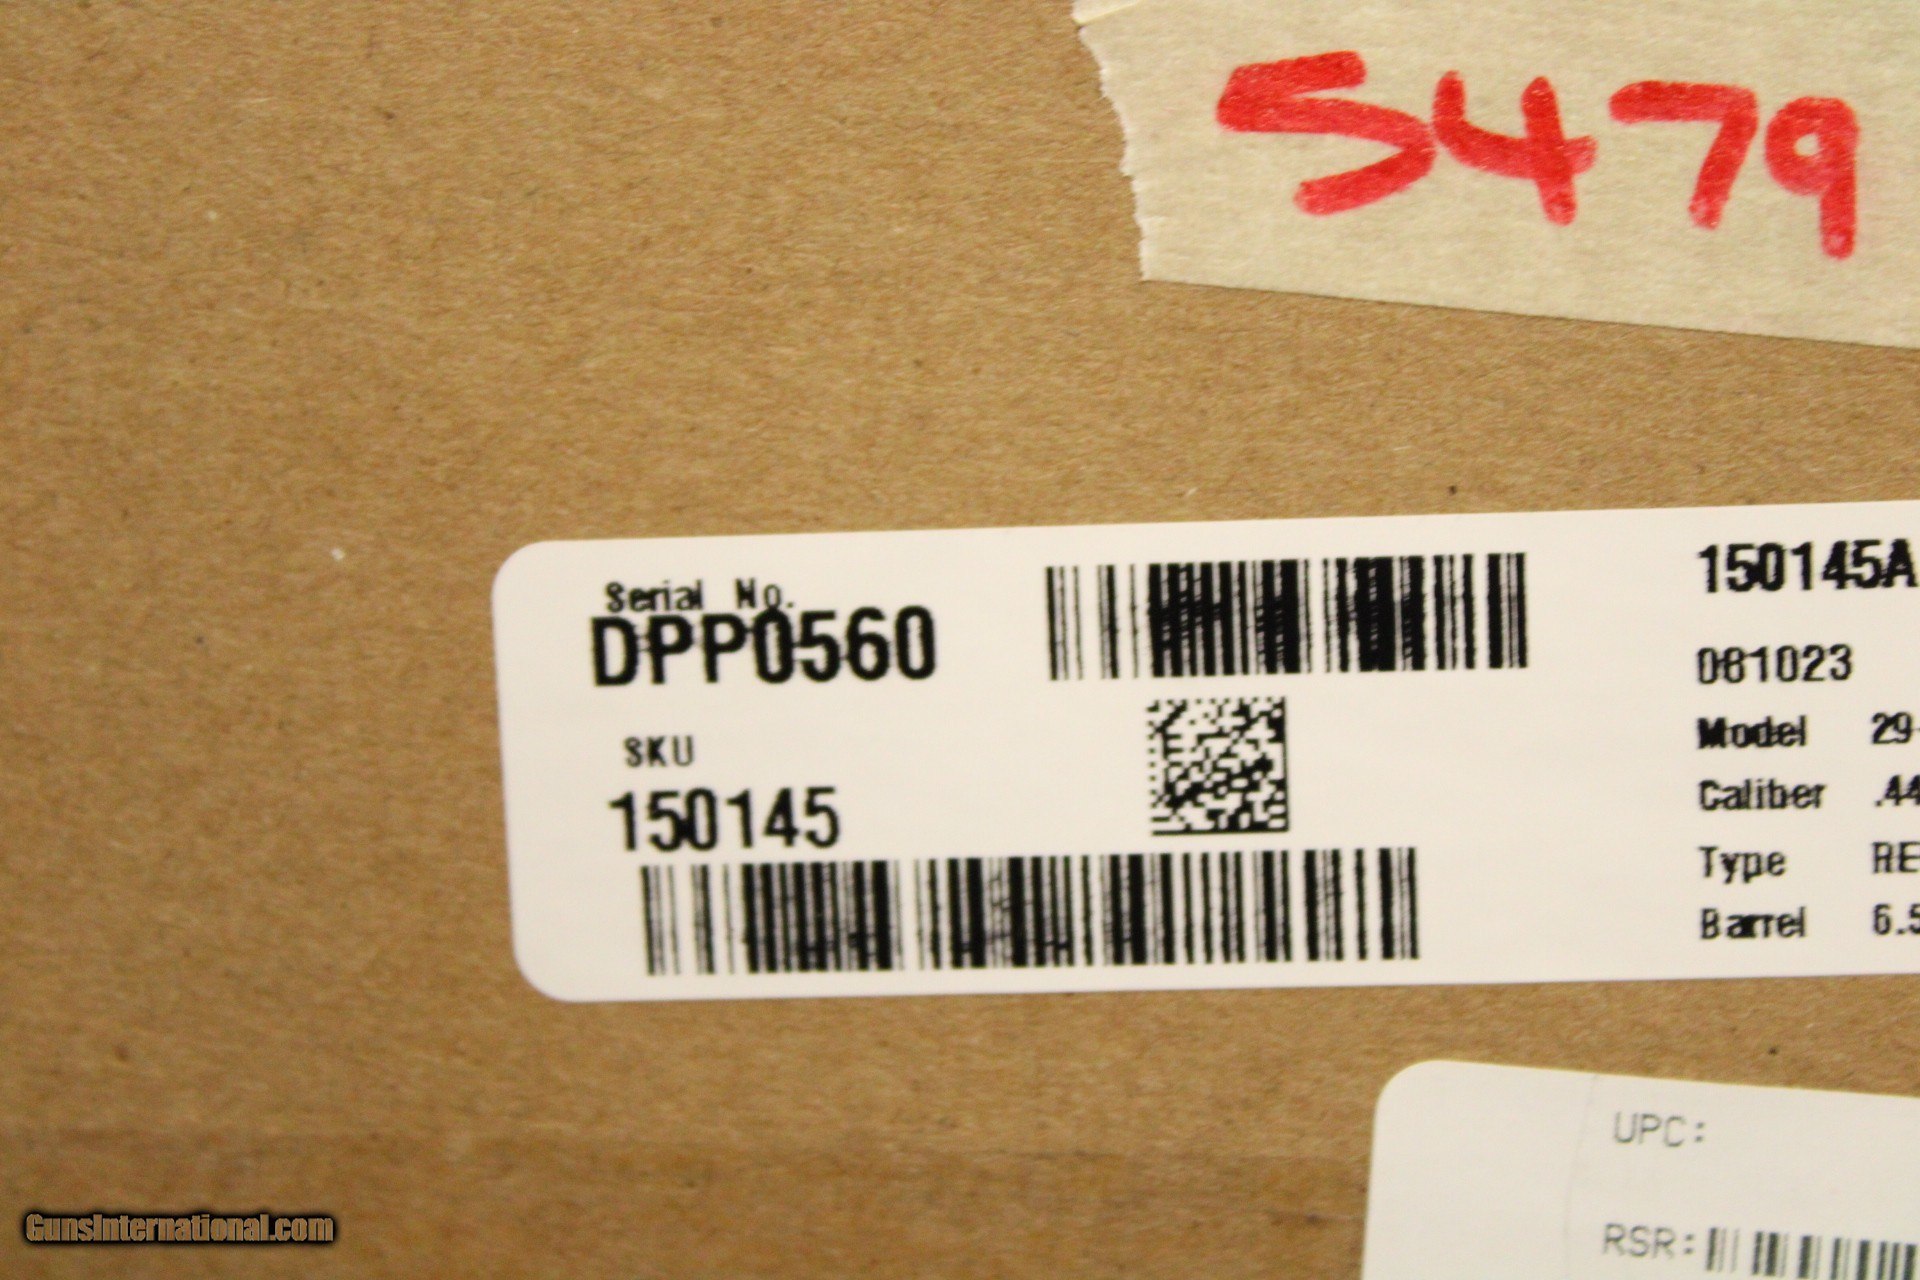 5479
Serial No.
DPP0560
SKU
150145
150145A
081023
Model 29-
Caliber .44
Type RE
Barrel 6.5
UPC:
RSR:
GunsInternational.com